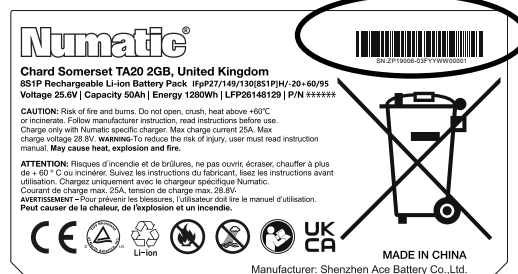 Numatic®
SN:ZP19006-03FYYWW00001
Chard Somerset TA20 2GB, United Kingdom
8S1P Rechargeable Li-ion Battery Pack IFpP27/149/130[8S1P]H/-20+60/95
Voltage 25.6V | Capacity 50Ah | Energy 1280Wh | LFP26148129 | P/N ******
CAUTION: Risk of fire and burns. Do not open, crush, heat above +60℃
or incinerate. Follow manufacturer instruction, read instructions before use.
Charge only with Numatic specific charger. Max charge current 25A. Max
charge voltage 28.8V. WARNING-To reduce the risk of injury, user must read instruction
manual. May cause heat, explosion and fire.
ATTENTION: Risques d'incendie et de brûlures, ne pas ouvrir, écraser, chauffer à plus
de + 60 ° C ou incinérer. Suivez les instructions du fabricant, lisez les instructions avant
utilisation. Chargez uniquement avec le chargeur spécifique Numatic.
Courant de charge max. 25A, tension de charge max. 28.8V.
AVERTISSEMENT – Pour prévenir les blessures, l'utilisateur doit lire le manuel d'utilisation.
Peut causer de la chaleur, de l'explosion et un incendie.
CE
Li-ion
UK
CA
MADE IN CHINA
Manufacturer: Shenzhen Ace Battery Co.,Ltd.